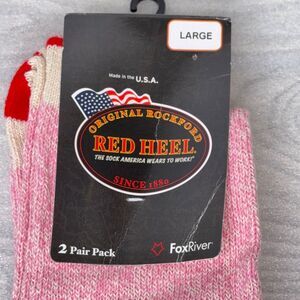 LARGE
Made in the U.S.A.
ORIGINAL ROCKFORD
RED HEEL®
THE SOCK AMERICA WEARS TO WORK!®
SINCE 1880
2 Pair Pack
FoxRiver